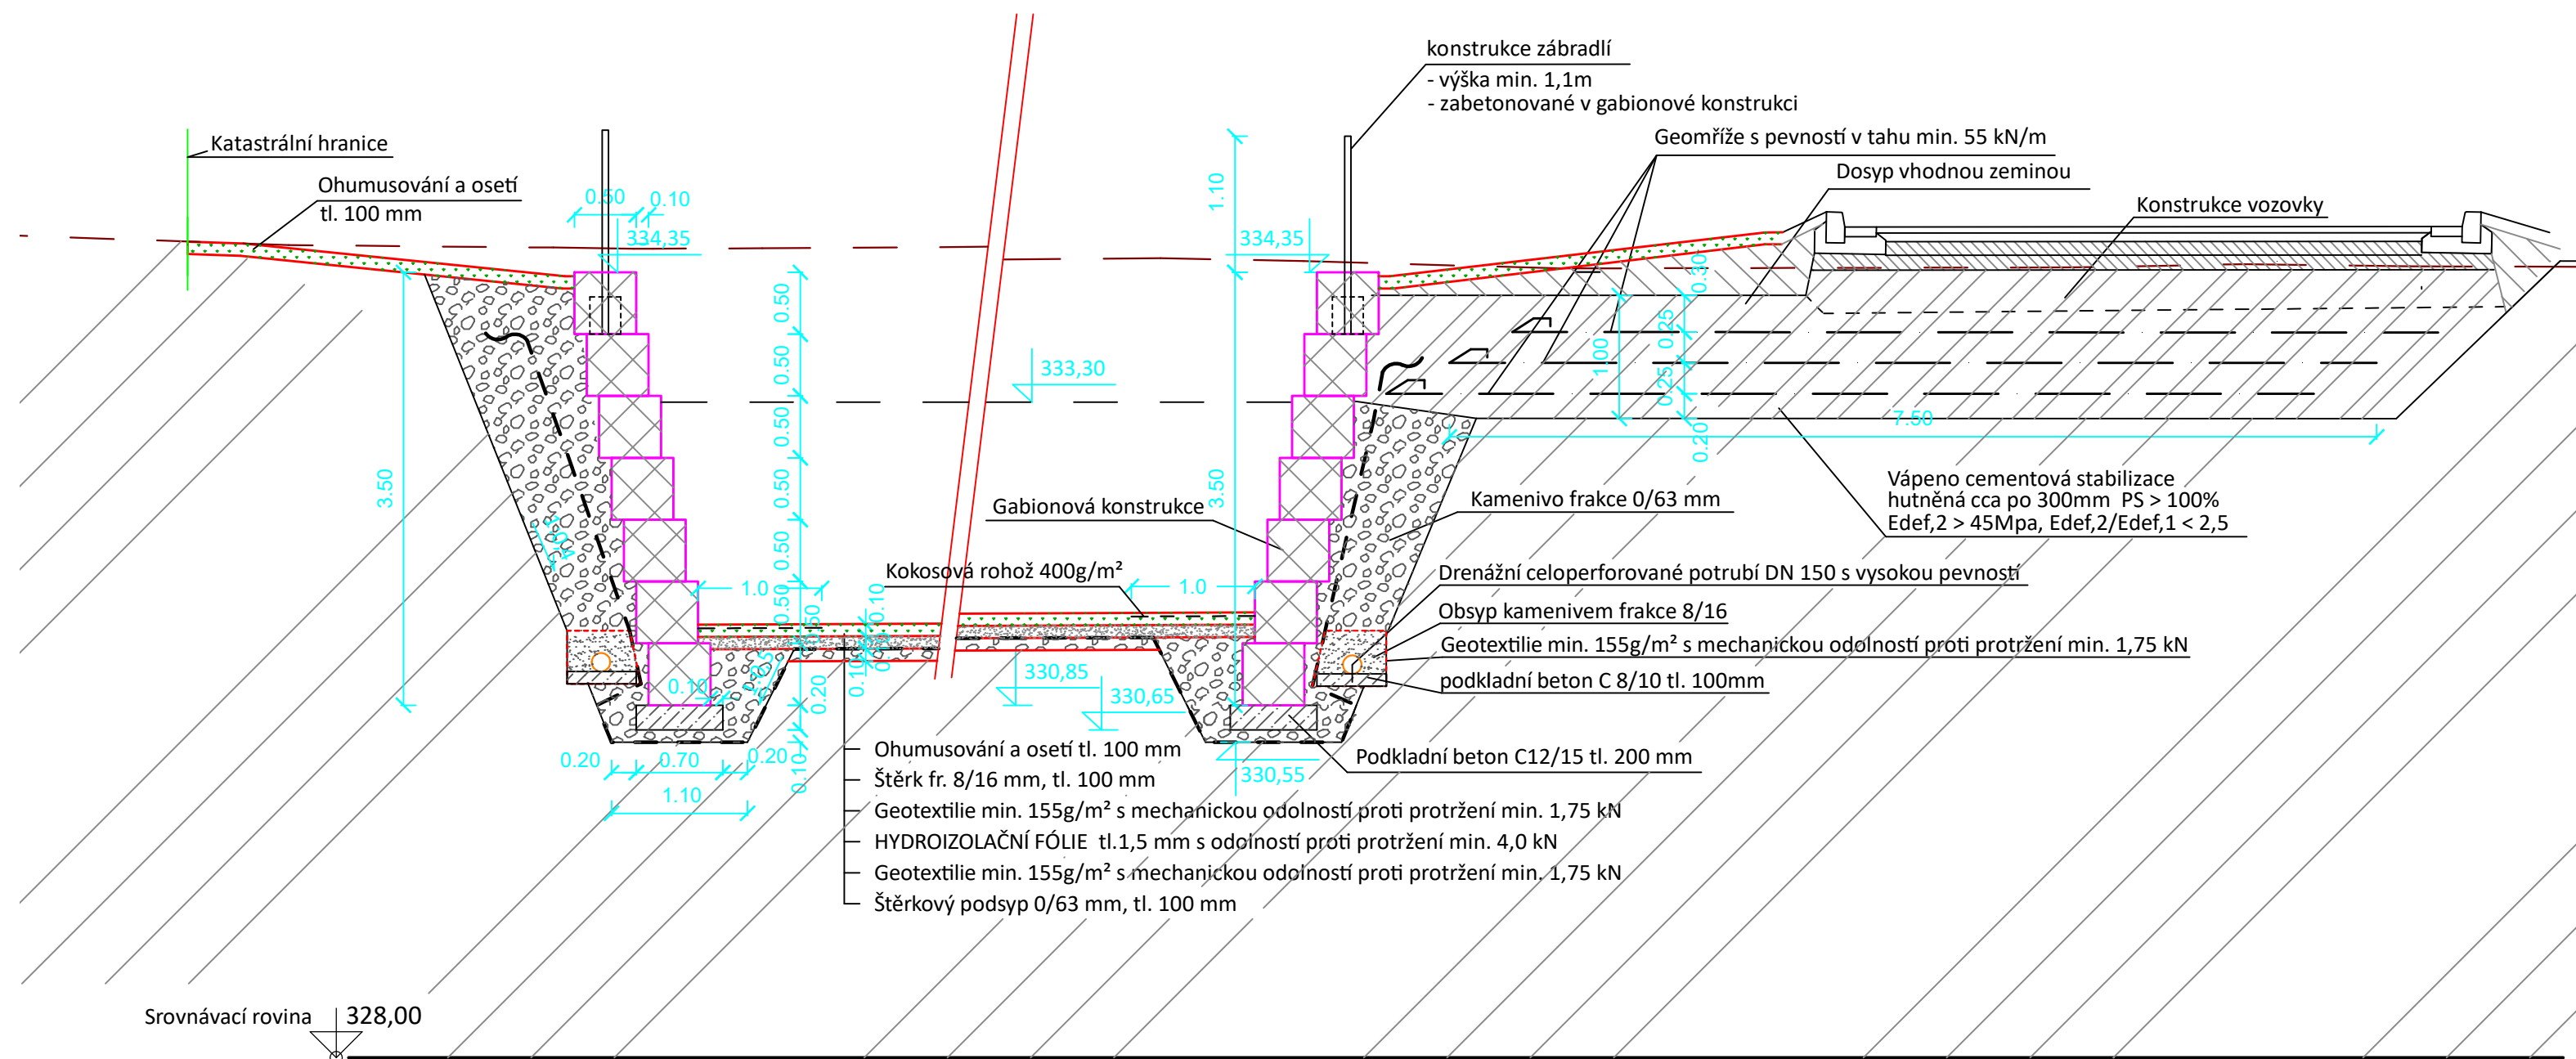 konstrukce zábradlí
- výška min. 1,1m
- zabetonované v gabionové konstrukci
Geomříže s pevností v tahu min. 55 kN/m
Katastrální hranice
Dosyp vhodnou zeminou
Ohumusování a osetí
tl. 100 mm
Konstrukce vozovky
0.50
0.10
1.10
334,35
334,35
0.30
0.50
0.25
1.00
0.50
333,30
0.25
0.50
7.50
0.20
3.50
0.50
3.50
Vápeno cementová stabilizace
hutněná cca po 300mm PS > 100%
Edef,2 > 45Mpa, Edef,2/Edef,1 < 2,5
Gabionová konstrukce
Kamenivo frakce 0/63 mm
0.50
Kokosová rohož 400g/m²
Drenážní celoperforované potrubí DN 150 s vysokou pevností
1.0
0.50
0.10
1.0
Obsyp kamenivem frakce 8/16
0.50
Geotextilie min. 155g/m² s mechanickou odolností proti protržení min. 1,75 kN
0.10
330,85
podkladní beton C 8/10 tl. 100mm
0.10
0.20
330,65
Ohumusování a osetí tl. 100 mm
Podkladní beton C12/15 tl. 200 mm
0.20
0.70
0.20
0.10
330,55
Štěrk fr. 8/16 mm, tl. 100 mm
1.10
Geotextilie min. 155g/m² s mechanickou odolností proti protržení min. 1,75 kN
HYDROIZOLAČNÍ FÓLIE tl.1,5 mm s odolností proti protržení min. 4,0 kN
Geotextilie min. 155g/m² s mechanickou odolností proti protržení min. 1,75 kN
Štěrkový podsyp 0/63 mm, tl. 100 mm
Srovnávací rovina 328,00